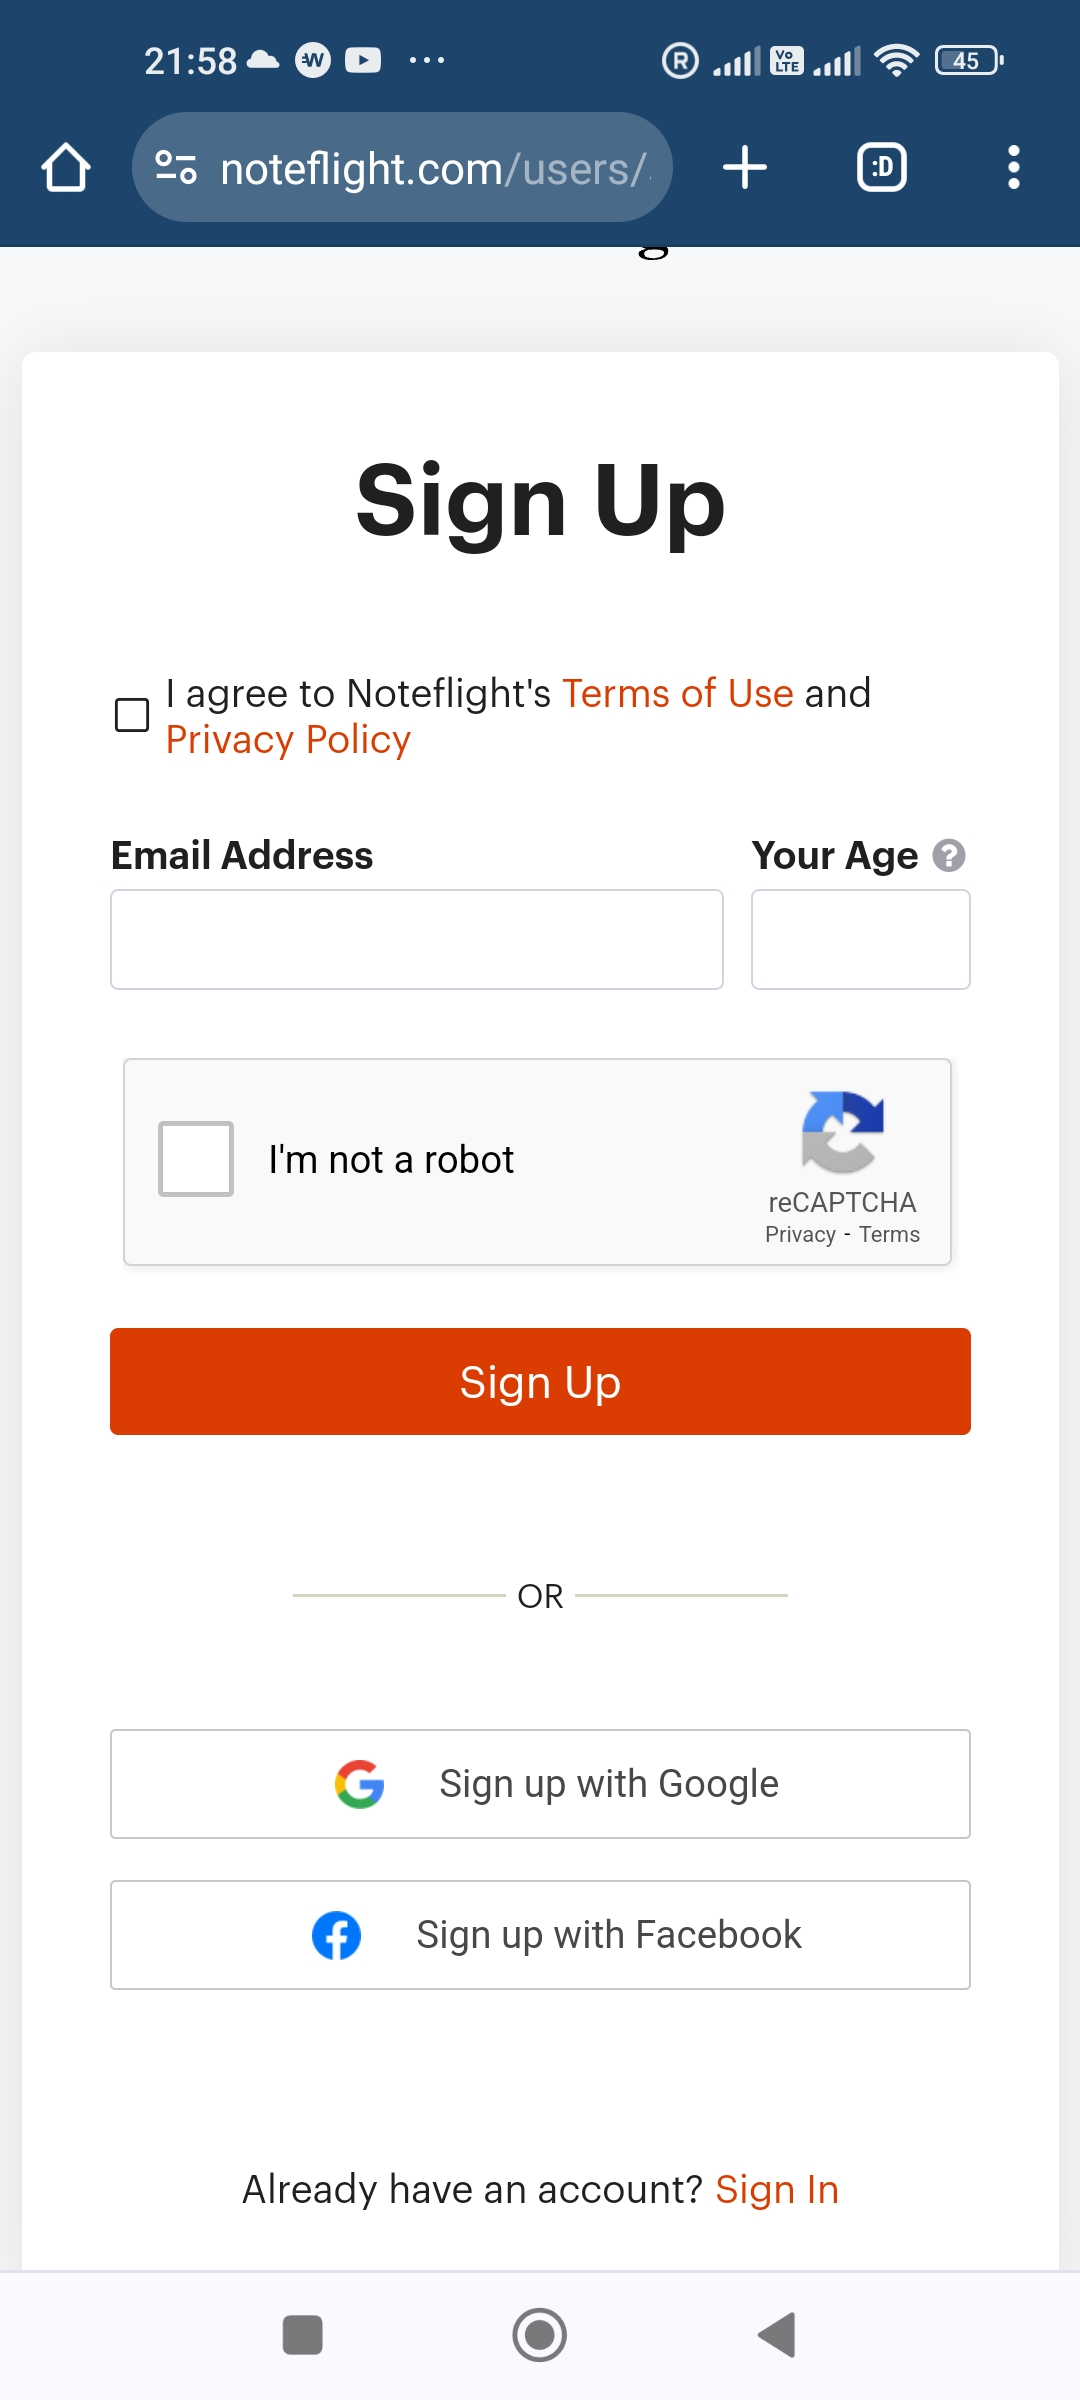 21:58
R
Vo LTE
45
noteflight.com/users/
:D
Sign Up
I agree to Noteflight's Terms of Use and
Privacy Policy
Email Address
Your Age ?
I'm not a robot
reCAPTCHA
Privacy - Terms
Sign Up
OR
Sign up with Google
Sign up with Facebook
Already have an account? Sign In